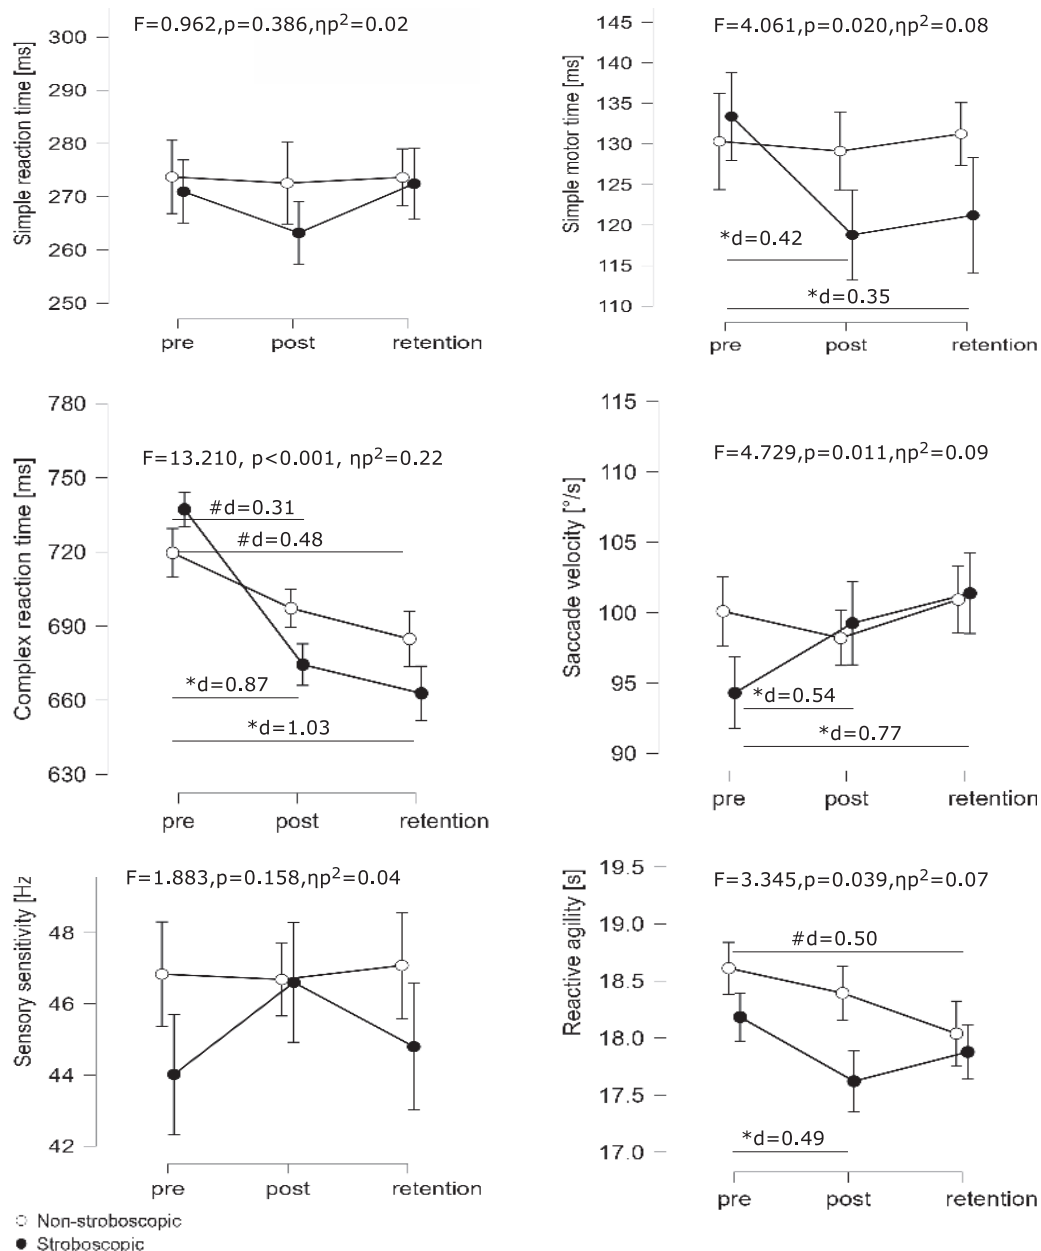 F=0.962,p=0.386,ηp²=0.02
Simple reaction time [ms]
300
290
280
270
260
250
pre
post
retention
F=4.061,p=0.020,ηp²=0.08
Simple motor time [ms]
145
140
135
130
125
120
115
110
*d=0.42
*d=0.35
pre
post
retention
F=13.210, p<0.001, ηp²=0.22
Complex reaction time [ms]
780
750
720
690
660
630
#d=0.31
#d=0.48
*d=0.87
*d=1.03
pre
post
retention
F=4.729,p=0.011,ηp²=0.09
Saccade velocity [°/s]
115
110
105
100
95
90
*d=0.54
*d=0.77
pre
post
retention
F=1.883,p=0.158,ηp²=0.04
Sensory sensitivity [Hz
48
46
44
42
pre
post
retention
F=3.345,p=0.039,ηp²=0.07
Reactive agility [s]
19.5
19.0
18.5
18.0
17.5
17.0
#d=0.50
*d=0.49
pre
post
retention
Non-stroboscopic
Stroboscopic